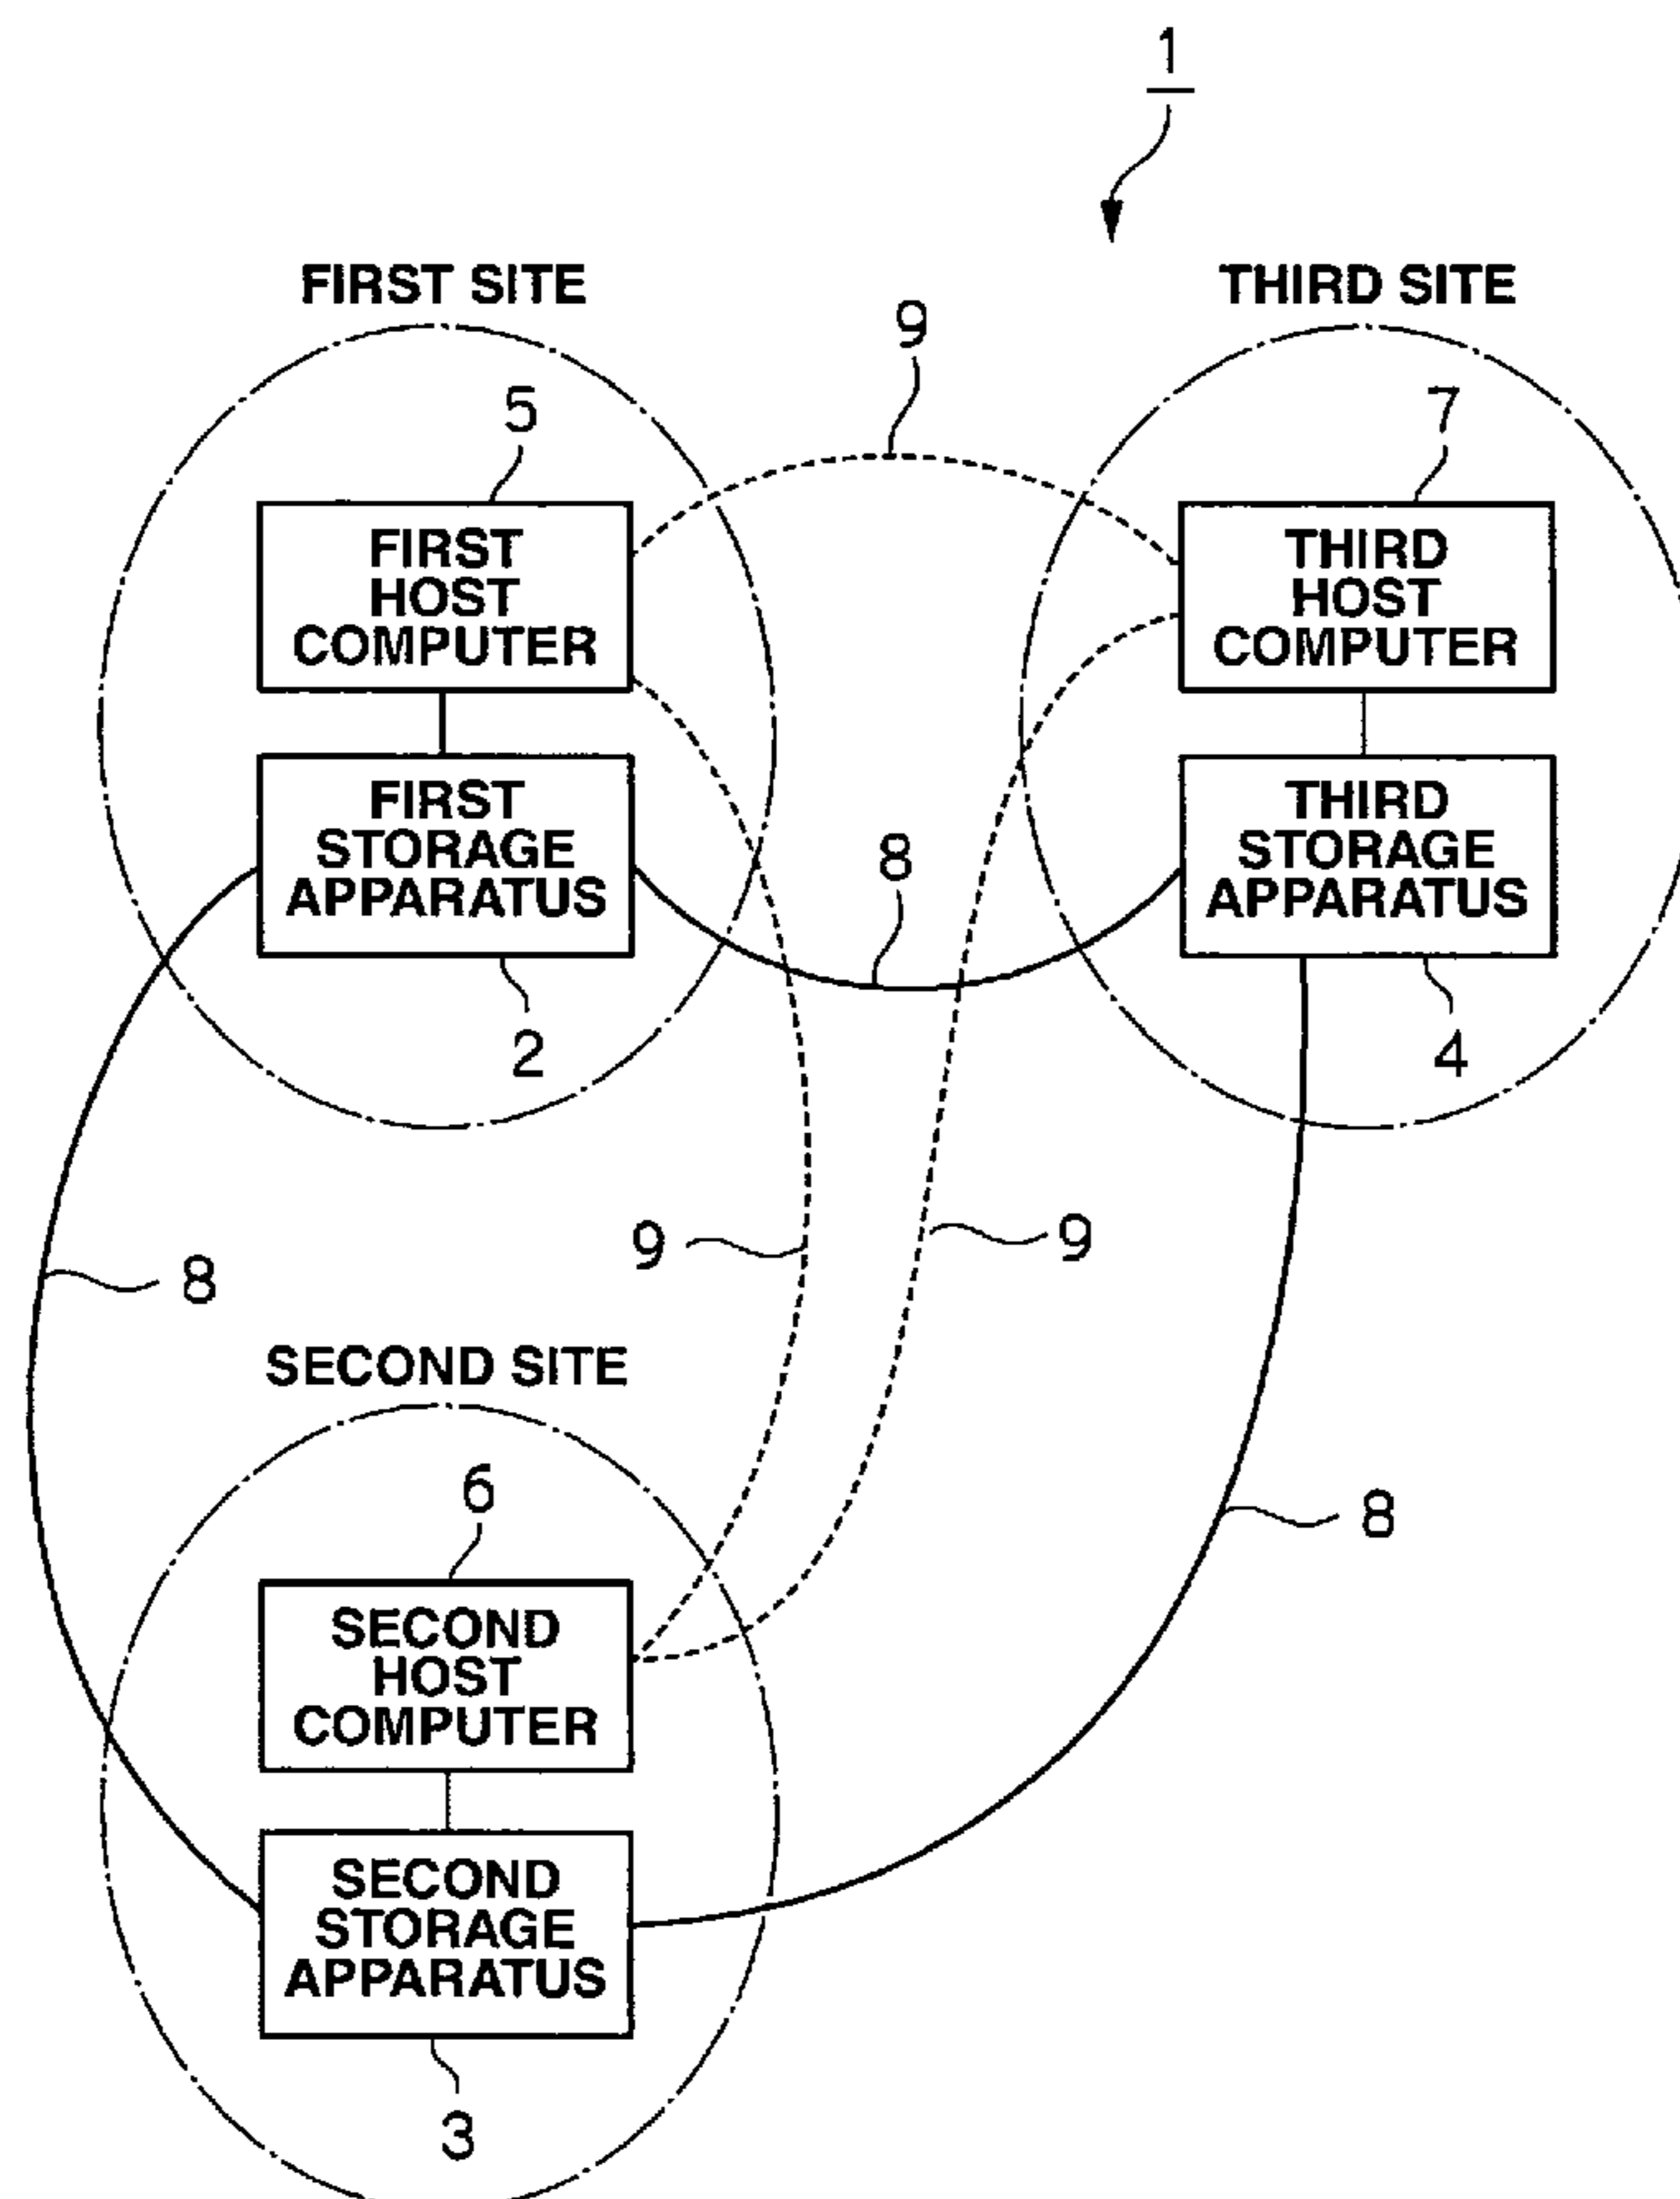 1
FIRST SITE
THIRD SITE
9
5
7
FIRST
HOST
COMPUTER
THIRD
HOST
COMPUTER
FIRST
STORAGE
APPARATUS
8
THIRD
STORAGE
APPARATUS
2
4
9
9
8
SECOND SITE
6
8
SECOND
HOST
COMPUTER
SECOND
STORAGE
APPARATUS
3